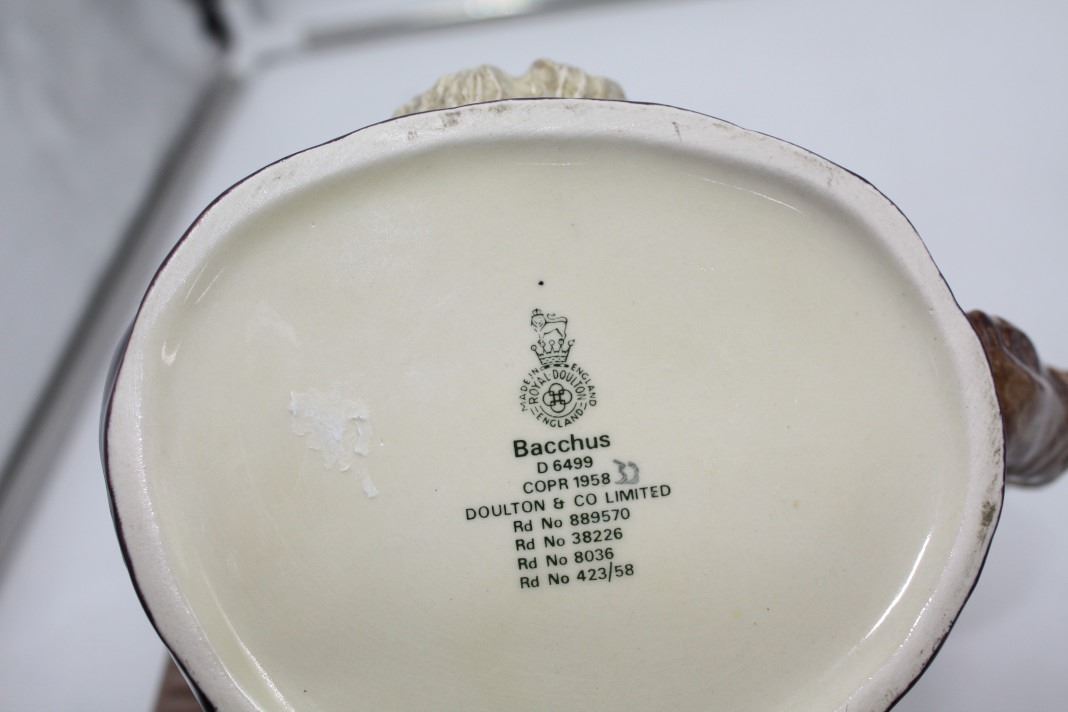 MADE IN ENGLAND
ROYAL DOULTON
ENGLAND
Bacchus
D 6499
COPR 1958
DOULTON & CO LIMITED
Rd No 889570
Rd No 38226
Rd No 8036
Rd No 423/58